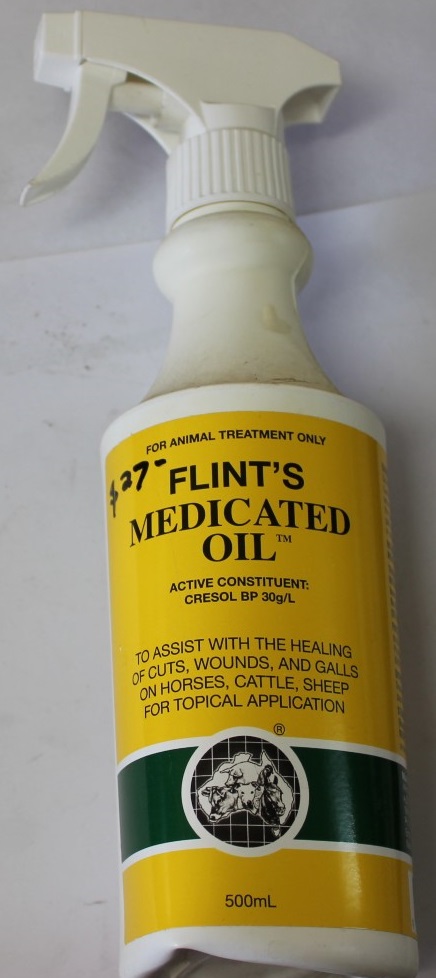 FOR ANIMAL TREATMENT ONLY
$27-
FLINT'S
MEDICATED
OIL™
ACTIVE CONSTITUENT:
CRESOL BP 30g/L
TO ASSIST WITH THE HEALING
OF CUTS, WOUNDS, AND GALLS
ON HORSES, CATTLE, SHEEP
FOR TOPICAL APPLICATION
®
500mL